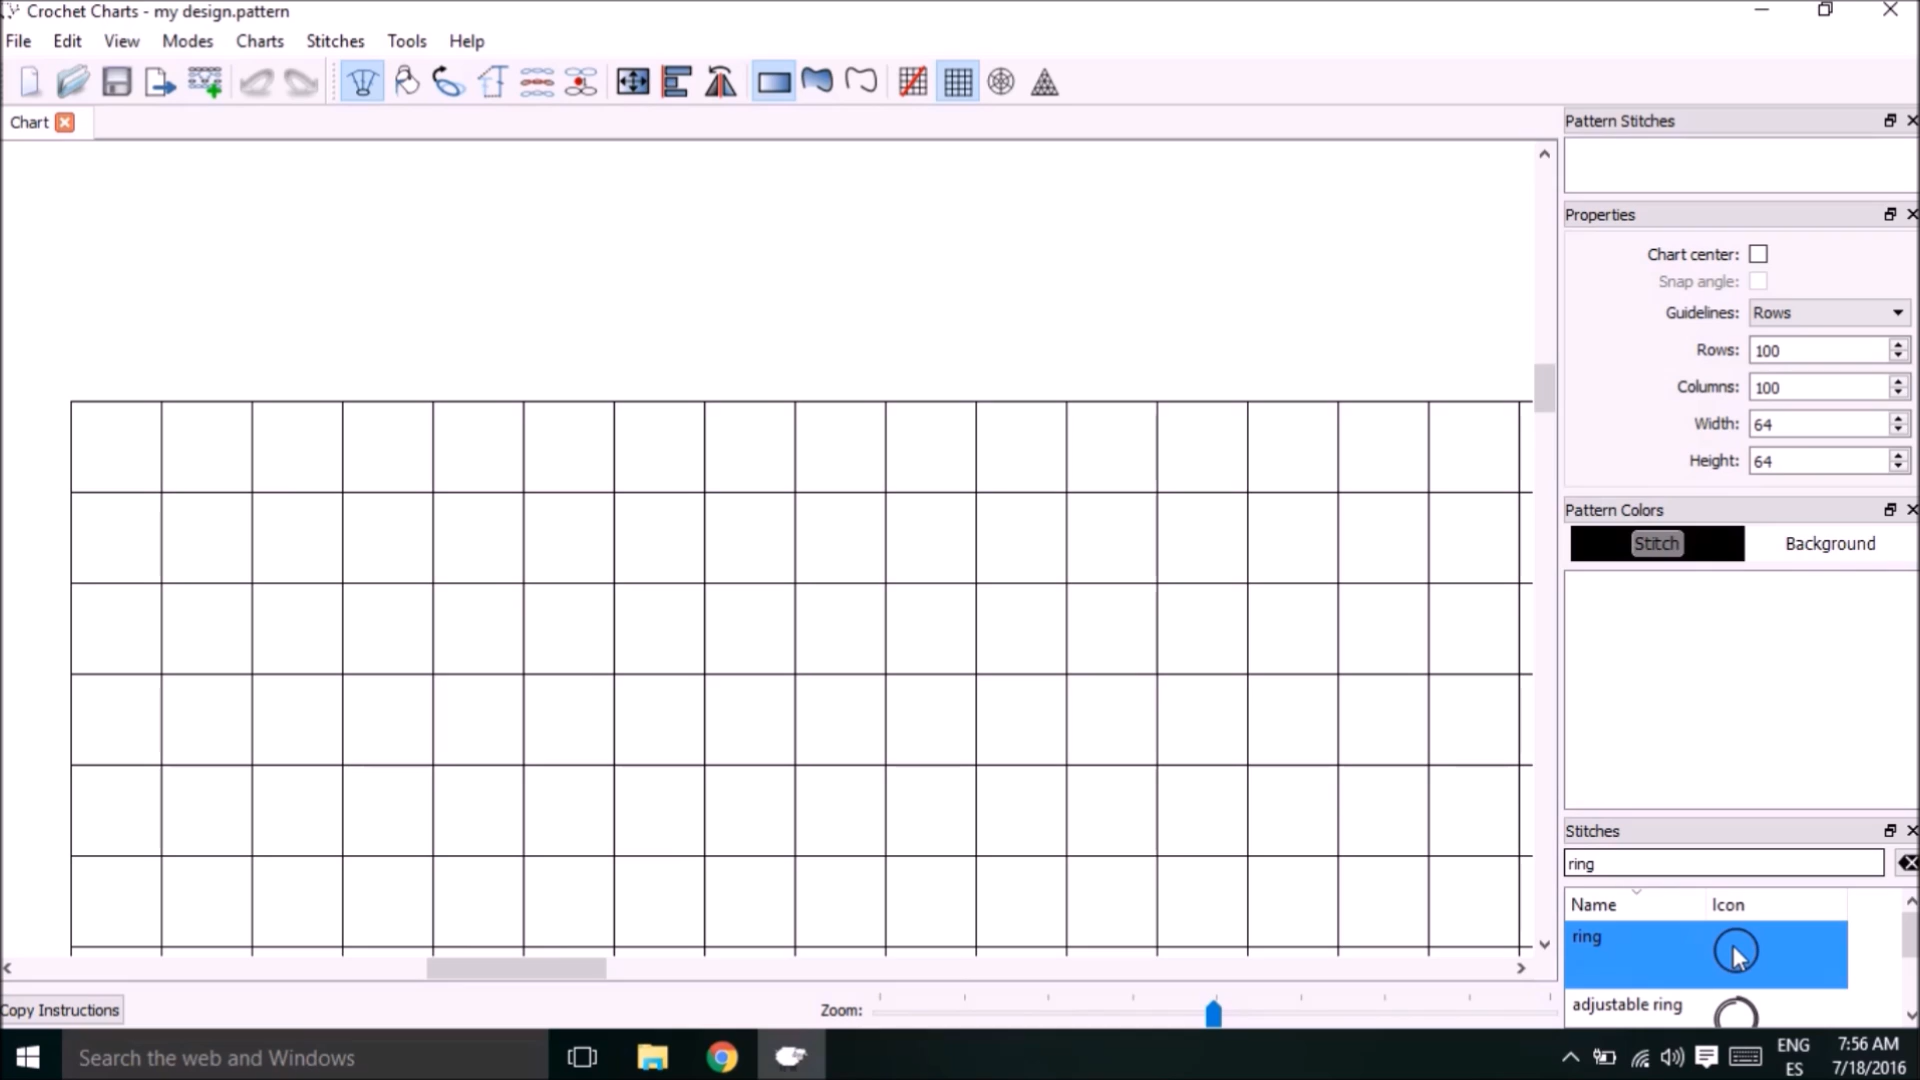 Crochet Charts - my design.pattern
File Edit View Modes Charts Stitches Tools Help
Chart
Pattern Stitches
Properties
Chart center:
Snap angle:
Guidelines: Rows
Rows: 100
Columns: 100
Width: 64
Height: 64
Pattern Colors
Stitch Background
Stitches
ring
Name Icon
ring
adjustable ring
Copy Instructions
Zoom:
Search the web and Windows
ENG
ES
7:56 AM
7/18/2016